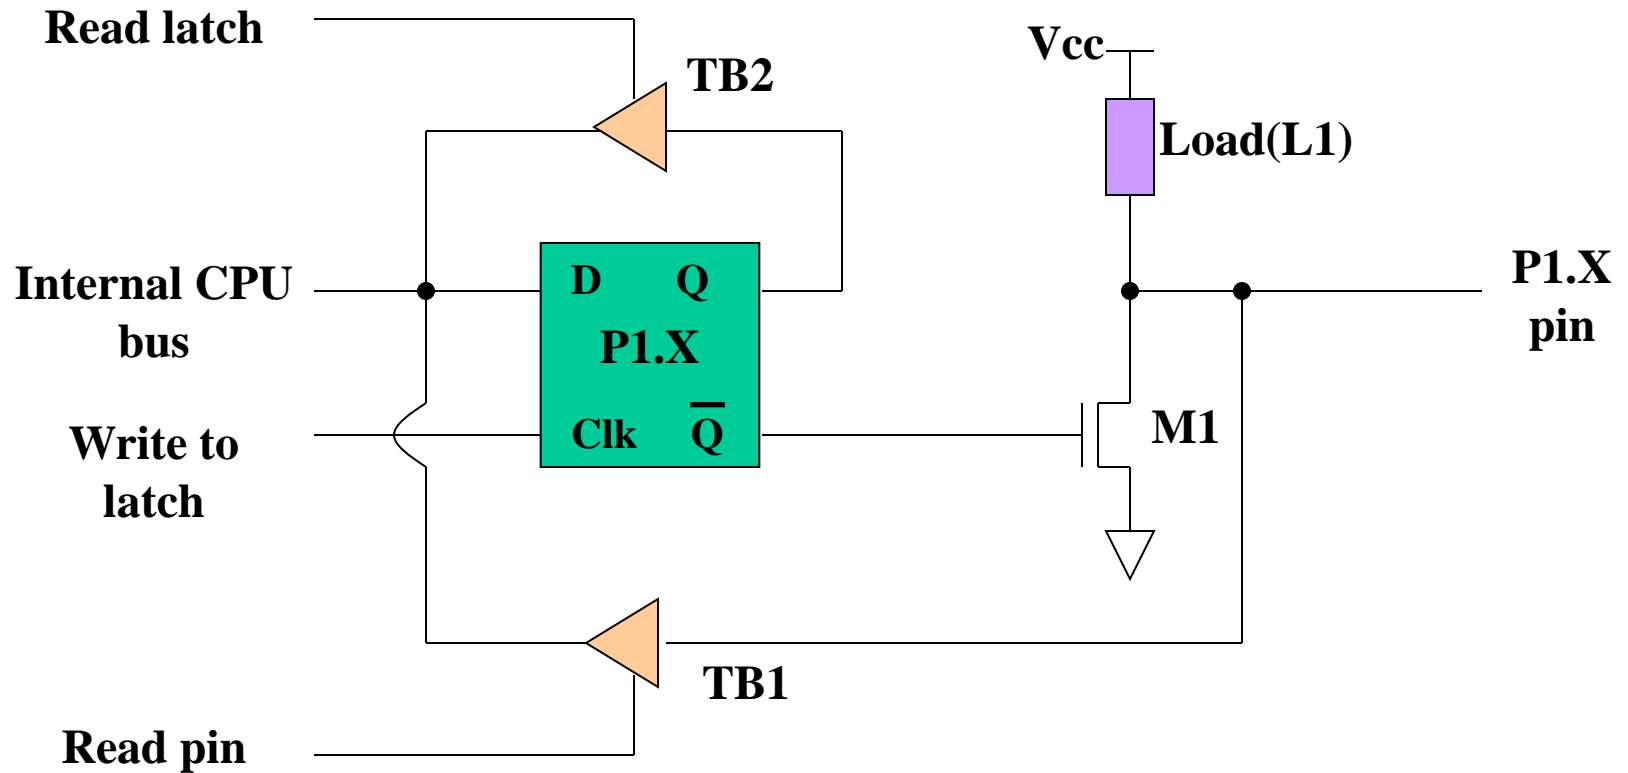 Read latch
TB2
Vcc
Load(L1)
Internal CPU
bus
D Q
P1.X
Clk Q̅
P1.X
pin
Write to
latch
M1
TB1
Read pin